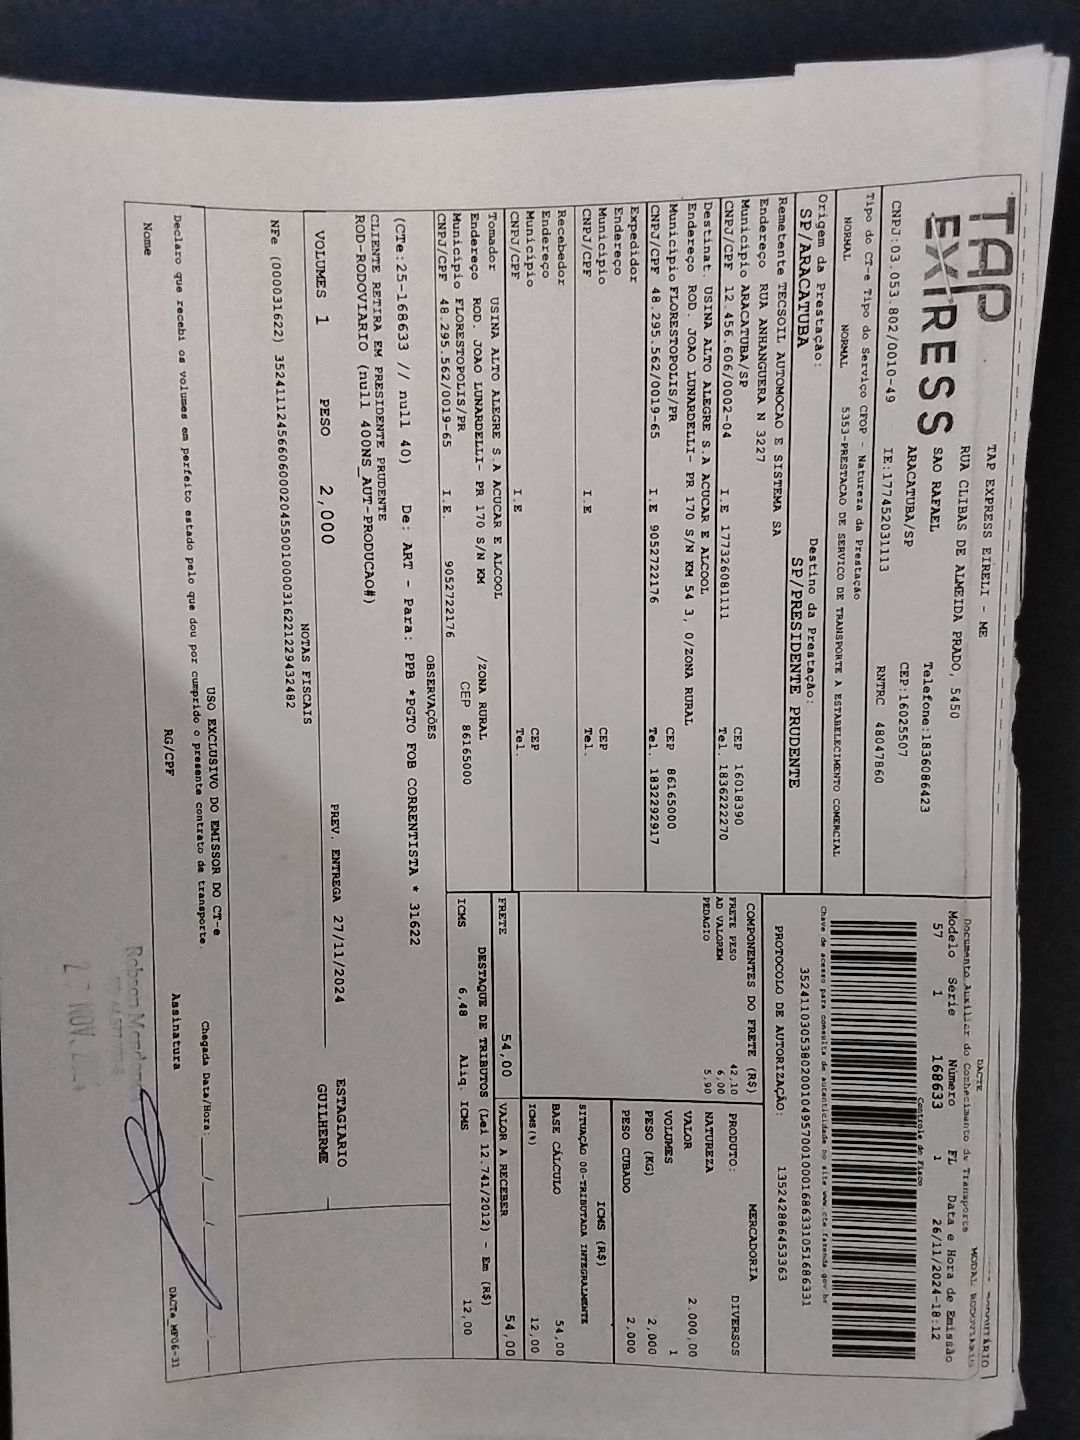 TAP
EXPRESS
TAP EXPRESS EIRELI - ME
RUA CLIBAS DE ALMEIDA PRADO, 5450
SAO RAFAEL Telefone:1836086423
ARACATUBA/SP CEP:16025507
CNPJ:03.053.802/0010-49 IE:177452031113 RNTRC 48047860
DACTE
Documento Auxiliar do Conhecimento de Transporte
MODAL RODOVIÁRIO
Modelo Série Número FL Data e Hora de Emissão
57 1 168633 1 26/11/2024-18:12
Controle do Fisco
Chave de acesso para consulta de autenticidade no site www.cte.fazenda.gov.br
35241103053802001049570010001686331051686331
PROTOCOLO DE AUTORIZAÇÃO: 135242886453363
Tipo do CT-e Tipo do Serviço CFOP - Natureza da Prestação
NORMAL NORMAL 5353-PRESTACAO DE SERVICO DE TRANSPORTE A ESTABELECIMENTO COMERCIAL
Origem da Prestação: Destino da Prestação:
SP/ARACATUBA SP/PRESIDENTE PRUDENTE
Remetente TECSOIL AUTOMOCAO E SISTEMA SA
Endereço RUA ANHANGUERA N 3227
Município ARACATUBA/SP CEP 16018390
CNPJ/CPF 12.456.606/0002-04 I.E 177326081111 Tel. 1836222270
Destinat. USINA ALTO ALEGRE S.A ACUCAR E ALCOOL
Endereço ROD. JOAO LUNARDELLI- PR 170 S/N KM 54 3, 0/ZONA RURAL
Município FLORESTOPOLIS/PR CEP 86165000
CNPJ/CPF 48.295.562/0019-65 I.E 9052722176 Tel. 1832292917
Expedidor
Endereço
Município CEP
CNPJ/CPF I.E Tel.
Recebedor
Endereço
Município CEP
CNPJ/CPF I.E Tel.
Tomador USINA ALTO ALEGRE S.A ACUCAR E ALCOOL
Endereço ROD. JOAO LUNARDELLI- PR 170 S/N KM /ZONA RURAL
Município FLORESTOPOLIS/PR CEP 86165000
CNPJ/CPF 48.295.562/0019-65 I.E. 9052722176
COMPONENTES DO FRETE (R$)
FRETE PESO 42,10
AD VALOREM 6,00
PEDAGIO 5,90
MERCADORIA
PRODUTO: DIVERSOS
NATUREZA
VALOR 2.000,00
VOLUMES 1
PESO (KG) 2,000
PESO CUBADO 2,000
ICMS (R$)
SITUAÇÃO 00-TRIBUTADA INTEGRALMENTE
BASE CÁLCULO 54,00
ICMS(%) 12,00
FRETE 54,00 VALOR A RECEBER 54,00
DESTAQUE DE TRIBUTOS (Lei 12.741/2012) - Em (R$)
ICMS 6,48 Aliq. ICMS 12,00
OBSERVAÇÕES
(CTe:25-168633 // null 40) De: ART - Para: PPB *PGTO FOB CORRENTISTA * 31622
CLIENTE RETIRA EM PRESIDENTE PRUDENTE
ROD-RODOVIARIO (null 400NS_AUT-PRODUCAO#)
VOLUMES 1 PESO 2,000 PREV. ENTREGA 27/11/2024
ESTAGIARIO
GUILHERME
NOTAS FISCAIS
NFe (000031622) 35241112456606000204550010000316221229432482
USO EXCLUSIVO DO EMISSOR DO CT-e
Declaro que recebi os volumes em perfeito estado pelo que dou por cumprido o presente contrato de transporte. Chegada Data/Hora: __/__/__ __:__
Nome RG/CPF Assinatura
DACTe_MP06-31